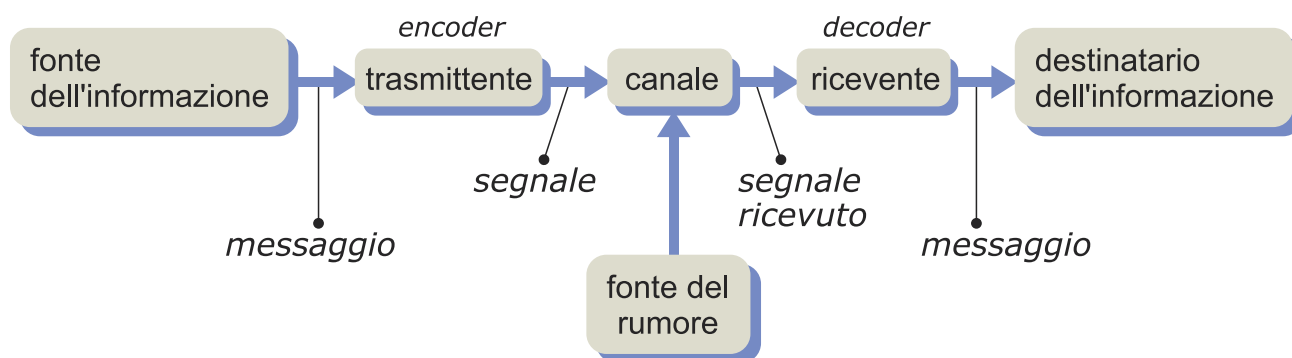 encoder
decoder
fonte
dell'informazione
trasmittente
canale
ricevente
destinatario
dell'informazione
segnale
segnale
ricevuto
messaggio
messaggio
fonte del
rumore